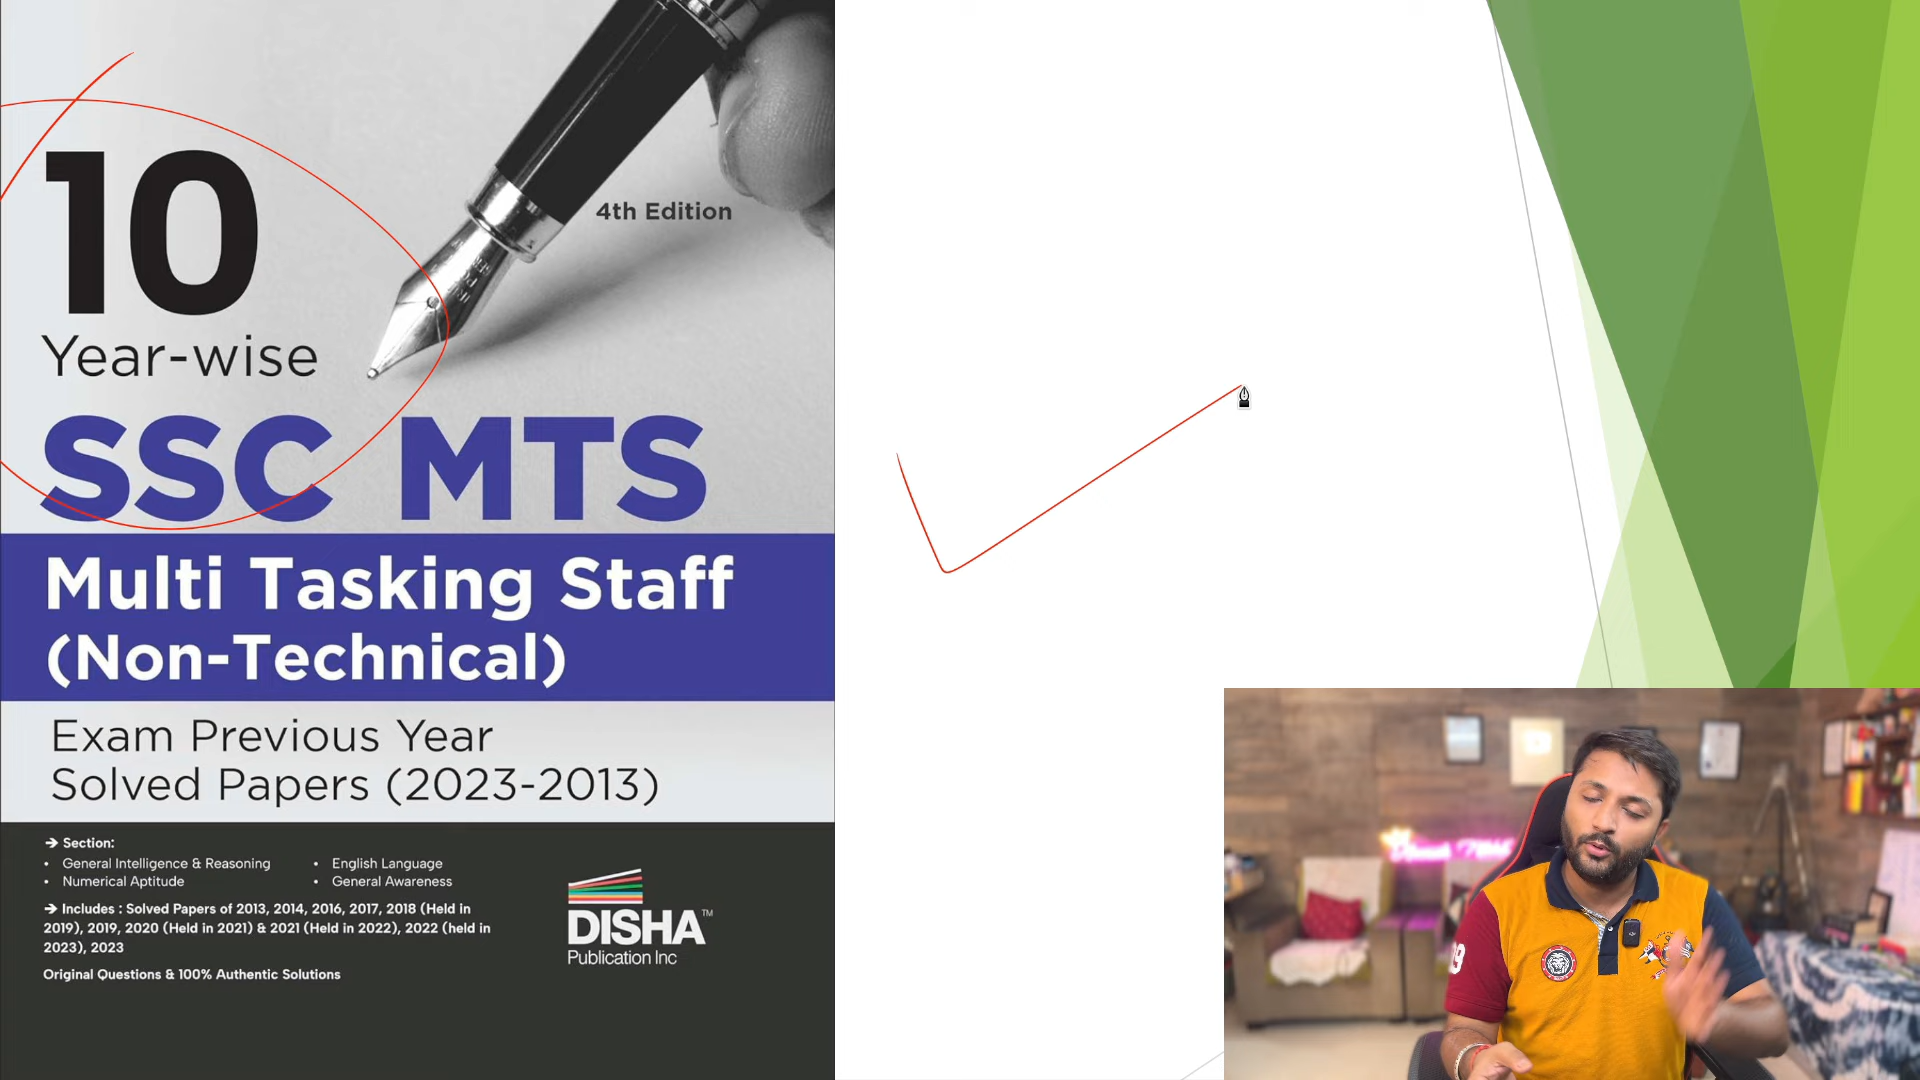 4th Edition
10
Year-wise
SSC MTS
Multi Tasking Staff
(Non-Technical)
Exam Previous Year
Solved Papers (2023-2013)
→ Section:
• General Intelligence & Reasoning
• English Language
• Numerical Aptitude
• General Awareness
→ Includes : Solved Papers of 2013, 2014, 2016, 2017, 2018 (Held in
2019), 2019, 2020 (Held in 2021) & 2021 (Held in 2022), 2022 (held in
2023), 2023
Original Questions & 100% Authentic Solutions
DISHA™
Publication Inc